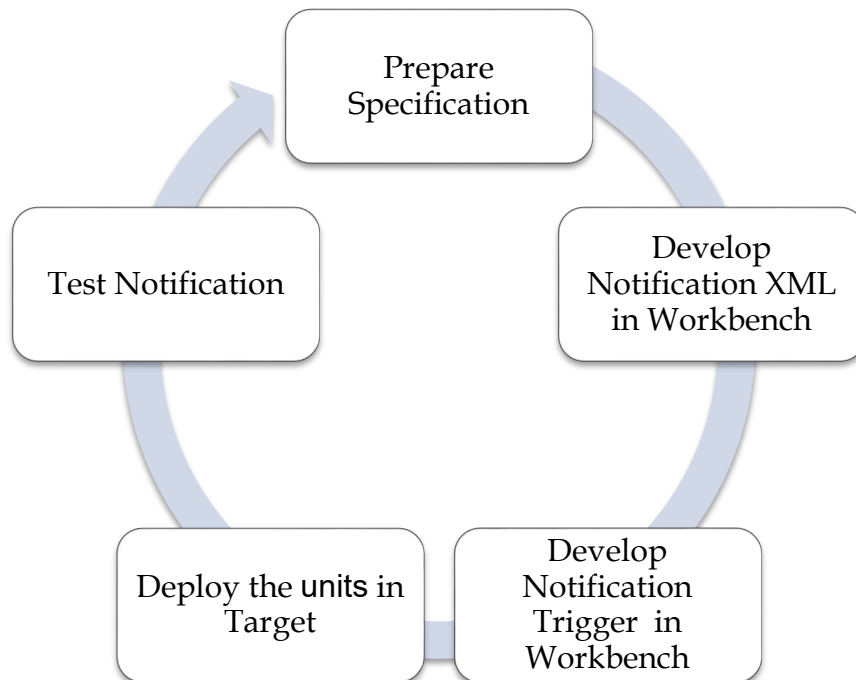 Prepare
Specification
Develop
Notification XML
in Workbench
Develop
Notification
Trigger in
Workbench
Deploy the units in
Target
Test Notification